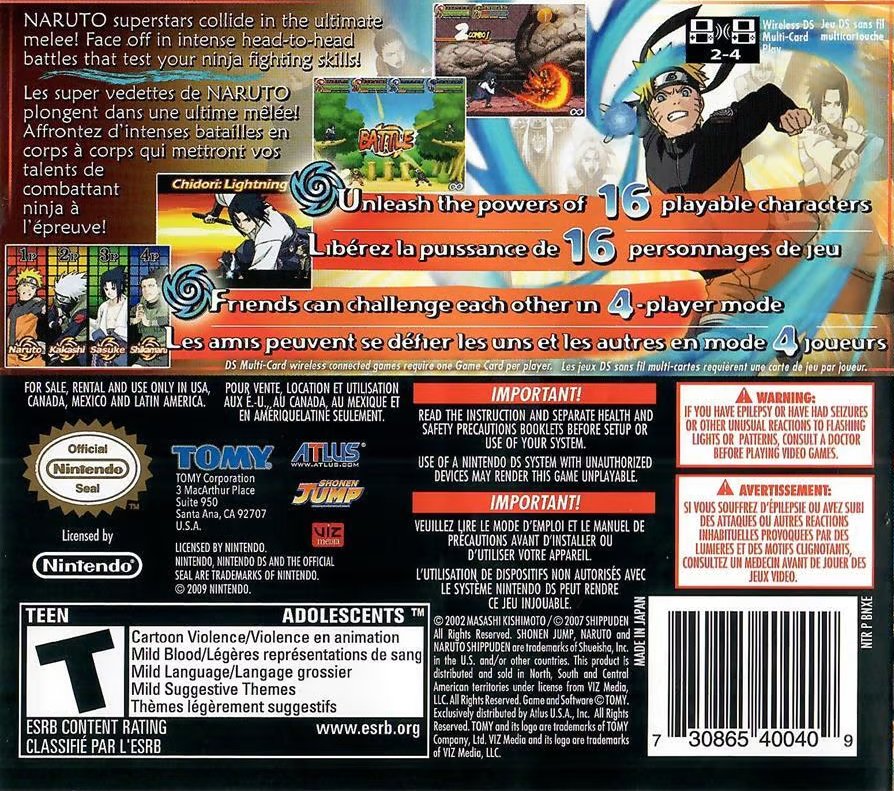 NARUTO superstars collide in the ultimate
melee! Face off in intense head-to-head
battles that test your ninja fighting skills!
Les super vedettes de NARUTO
plongent dans une ultime mêlée!
Affrontez d'intenses batailles en
corps à corps qui mettront vos
talents de
combattant
ninja à
l'épreuve!
2 COMBO!
BATTLE
Chidori: Lightning
2-4
Wireless DS
Multi-Card
Play
Jeu DS sans fil
multicartouche
Unleash the powers of 16 playable characters
Libérez la puissance de 16 personnages de jeu
Friends can challenge each other in 4-player mode
Les amis peuvent se défier les uns et les autres en mode 4 joueurs
1P 2P 3P 4P
Naruto Kakashi Sasuke Shikamaru
DS Multi-Card wireless connected games require one Game Card per player. Les jeux DS sans fil multi-cartes requièrent une carte de jeu par joueur.
FOR SALE, RENTAL AND USE ONLY IN USA,
CANADA, MEXICO AND LATIN AMERICA.
POUR VENTE, LOCATION ET UTILISATION
AUX É.-U., AU CANADA, AU MEXIQUE ET
EN AMÉRIQUELATINE SEULEMENT.
Official
Nintendo
Seal
TM
Licensed by
Nintendo®
TOMY
TOMY Corporation
3 MacArthur Place
Suite 950
Santa Ana, CA 92707
U.S.A.
ATLUS®
WWW.ATLUS.COM
SHONEN
JUMP
VIZ
media
LICENSED BY NINTENDO.
NINTENDO, NINTENDO DS AND THE OFFICIAL
SEAL ARE TRADEMARKS OF NINTENDO.
© 2009 NINTENDO.
IMPORTANT!
READ THE INSTRUCTION AND SEPARATE HEALTH AND
SAFETY PRECAUTIONS BOOKLETS BEFORE SETUP OR
USE OF YOUR SYSTEM.
USE OF A NINTENDO DS SYSTEM WITH UNAUTHORIZED
DEVICES MAY RENDER THIS GAME UNPLAYABLE.
IMPORTANT!
VEUILLEZ LIRE LE MODE D'EMPLOI ET LE MANUEL DE
PRÉCAUTIONS AVANT D'INSTALLER OU
D'UTILISER VOTRE APPAREIL.
L'UTILISATION DE DISPOSITIFS NON AUTORISÉS AVEC
LE SYSTÈME NINTENDO DS PEUT RENDRE
CE JEU INJOUABLE.
WARNING:
IF YOU HAVE EPILEPSY OR HAVE HAD SEIZURES
OR OTHER UNUSUAL REACTIONS TO FLASHING
LIGHTS OR PATTERNS, CONSULT A DOCTOR
BEFORE PLAYING VIDEO GAMES.
AVERTISSEMENT:
SI VOUS SOUFFREZ D'ÉPILEPSIE OU AVEZ SUBI
DES ATTAQUES OU AUTRES RÉACTIONS
INHABITUELLES PROVOQUEES PAR DES
LUMIERES ET DES MOTIFS CLIGNOTANTS,
CONSULTEZ UN MEDECIN AVANT DE JOUER DES
JEUX VIDEO.
TEEN ADOLESCENTS ™
T
Cartoon Violence/Violence en animation
Mild Blood/Légères représentations de sang
Mild Language/Langage grossier
Mild Suggestive Themes
Thèmes légèrement suggestifs
ESRB CONTENT RATING www.esrb.org
CLASSIFIÉ PAR L'ESRB
© 2002 MASASHI KISHIMOTO / © 2007 SHIPPUDEN
All Rights Reserved. SHONEN JUMP, NARUTO and
NARUTO SHIPPUDEN are trademarks of Shueisha, Inc.
in the U.S. and/or other countries. This product is
distributed and sold in North, South and Central
American territories under license from VIZ Media,
LLC. All Rights Reserved. Game and Software © TOMY.
Exclusively distributed by Atlus U.S.A., Inc. All Rights
Reserved. TOMY and its logo are trademarks of TOMY
Company, Ltd. VIZ Media and its logo are trademarks
of VIZ Media, LLC.
MADE IN JAPAN
NTR P BNXE
7 30865 40040 9